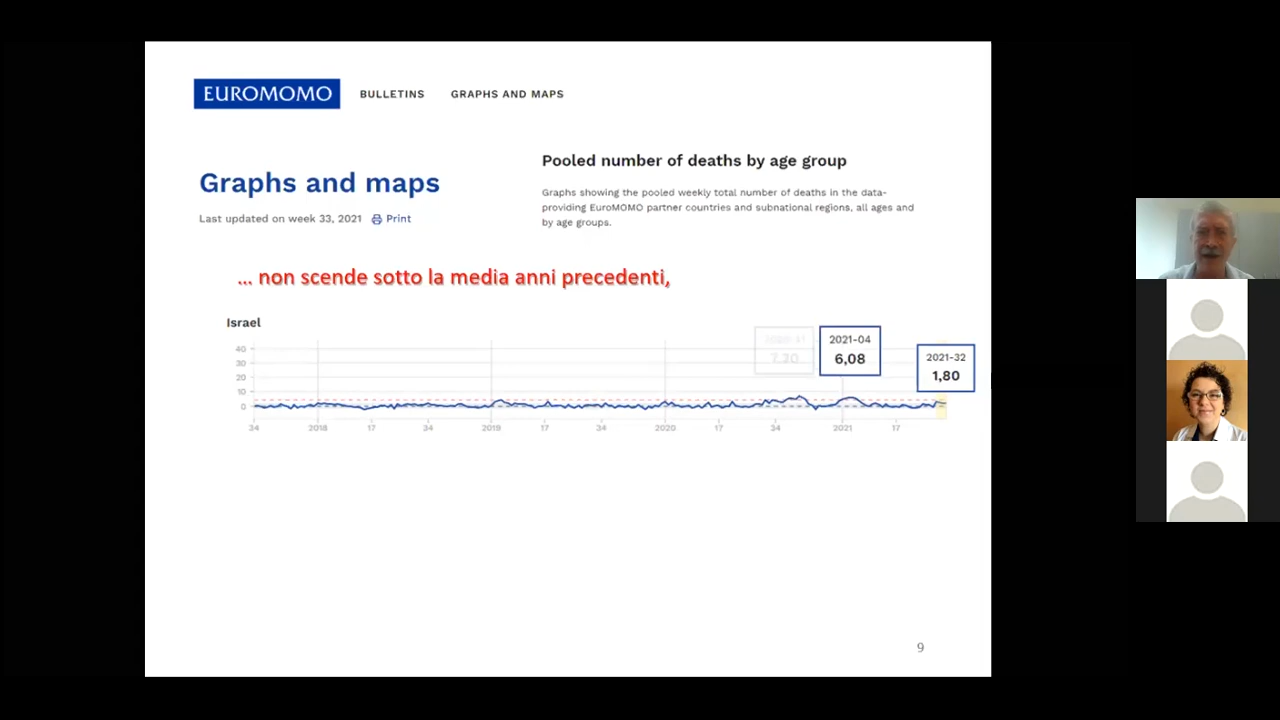 EUROMOMO BULLETINS GRAPHS AND MAPS
Pooled number of deaths by age group
Graphs and maps
Graphs showing the pooled weekly total number of deaths in the data-
providing EuroMOMO partner countries and subnational regions, all ages and
by age groups.
Last updated on week 33, 2021 Print
... non scende sotto la media anni precedenti,
Israel
7,30
2021-04
6,08
2021-32
1,80
40
30
20
10
0
34 2018 17 34 2019 17 34 2020 17 34 2021 17
9